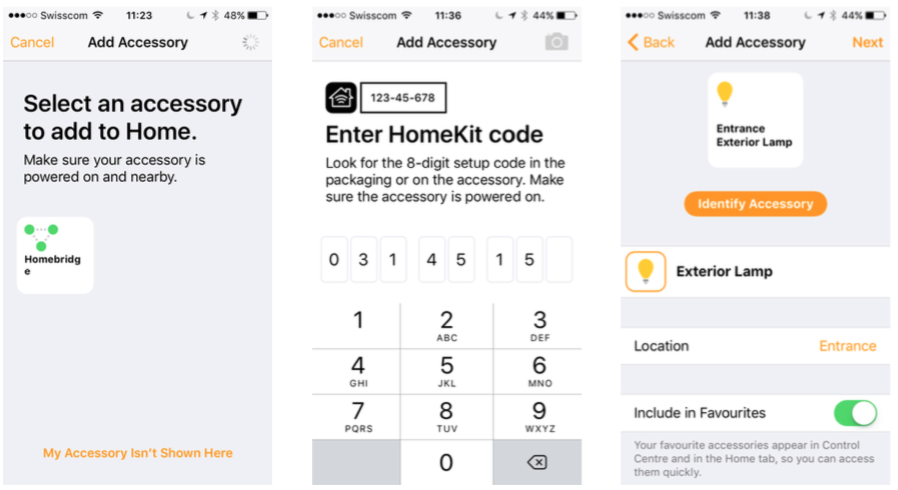 Swisscom 11:23 48%
Cancel Add Accessory
Select an accessory
to add to Home.
Make sure your accessory is
powered on and nearby.
Homebridg
e
My Accessory Isn't Shown Here
Swisscom 11:36 44%
Cancel Add Accessory
123-45-678
Enter HomeKit code
Look for the 8-digit setup code in the
packaging or on the accessory. Make
sure the accessory is powered on.
0 3 1 4 5 1 5
1 2 3
ABC DEF
4 5 6
GHI JKL MNO
7 8 9
PQRS TUV WXYZ
0
Swisscom 11:38 44%
Back Add Accessory Next
Entrance
Exterior Lamp
Identify Accessory
Exterior Lamp
Location Entrance
Include in Favourites
Your favourite accessories appear in Control
Centre and in the Home tab, so you can access
them quickly.